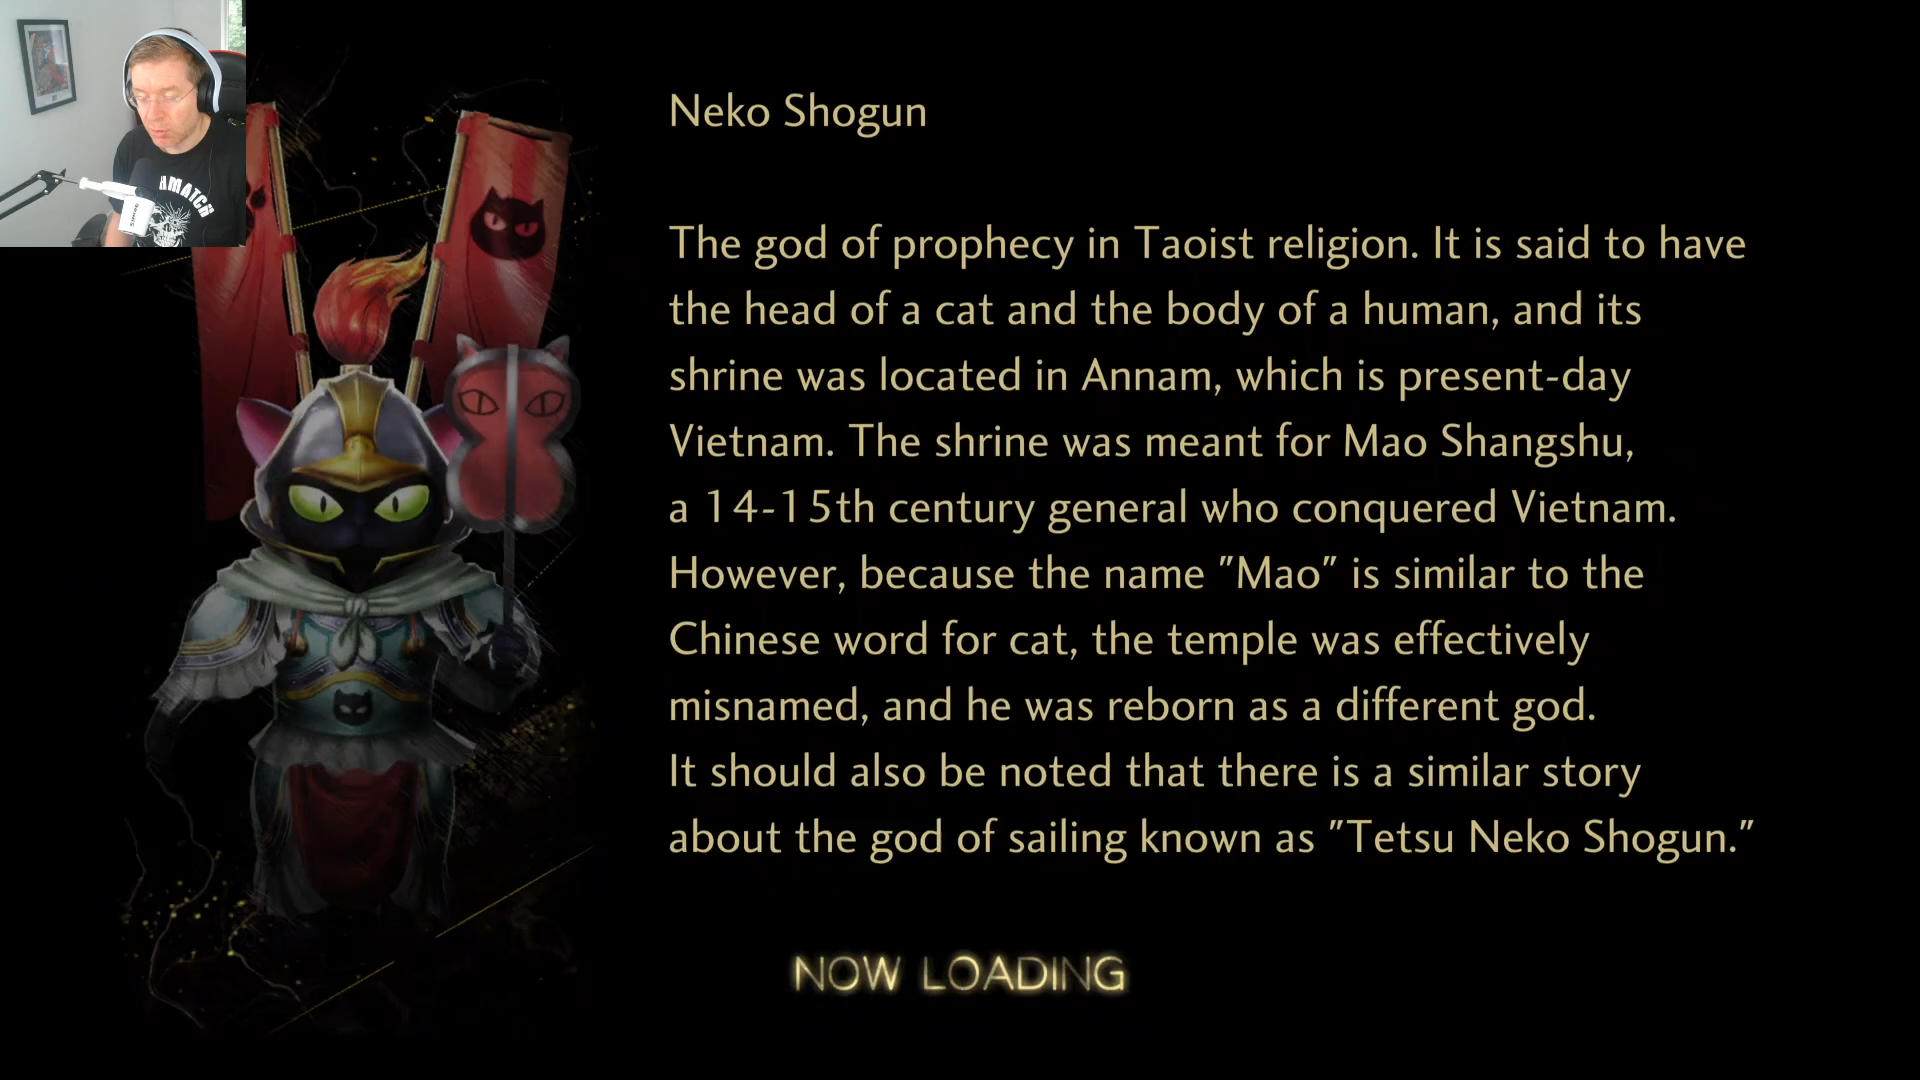 Neko Shogun
The god of prophecy in Taoist religion. It is said to have
the head of a cat and the body of a human, and its
shrine was located in Annam, which is present-day
Vietnam. The shrine was meant for Mao Shangshu,
a 14-15th century general who conquered Vietnam.
However, because the name "Mao" is similar to the
Chinese word for cat, the temple was effectively
misnamed, and he was reborn as a different god.
It should also be noted that there is a similar story
about the god of sailing known as "Tetsu Neko Shogun."
NOW LOADING